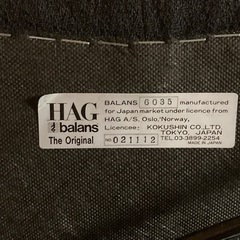 HAG
balans
The Original
BALANS 6035 manufactured
for Japan market under licence from
HAG A/S, Oslo, Norway,
Licencee: KOKUSHIN CO., LTD.
TOKYO, JAPAN
NO. 021112 TEL 03-3899-2254
MADE IN JAPAN